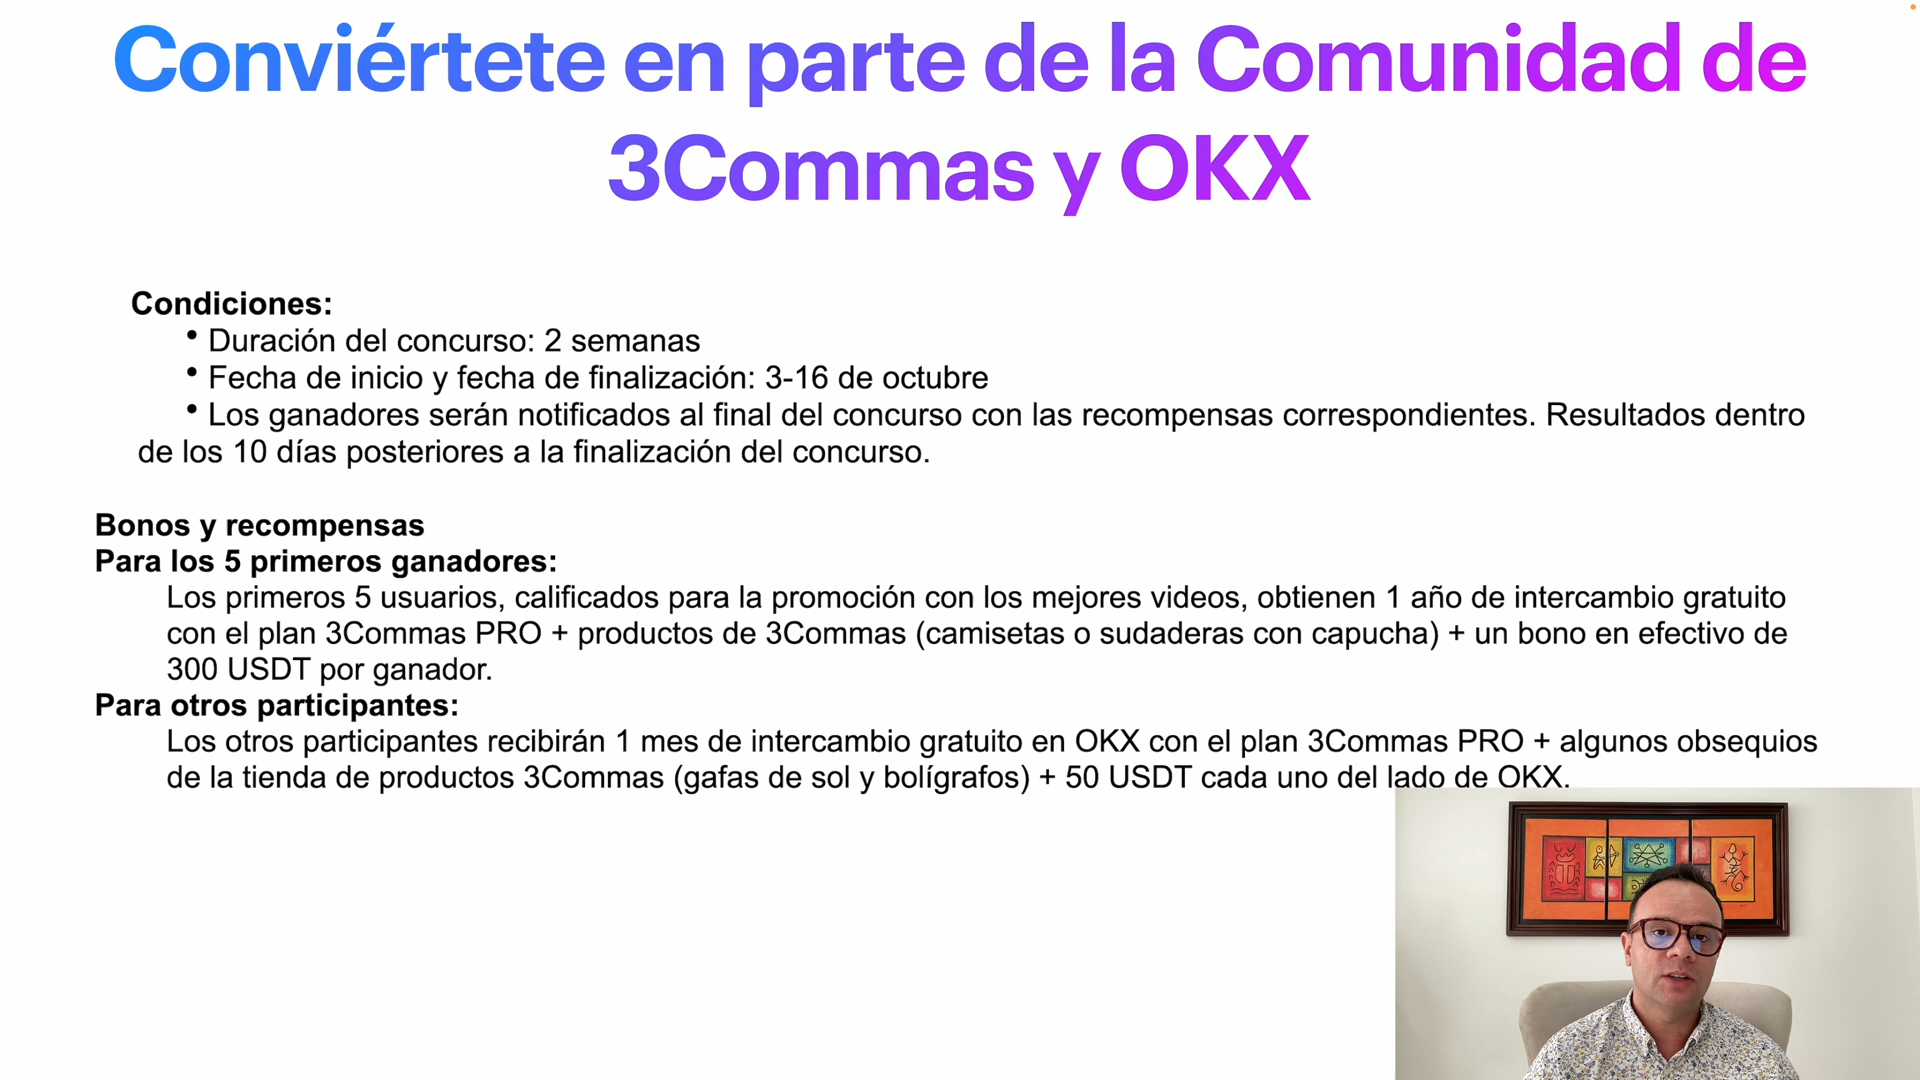 Conviértete en parte de la Comunidad de
3Commas y OKX
Condiciones:
• Duración del concurso: 2 semanas
• Fecha de inicio y fecha de finalización: 3-16 de octubre
• Los ganadores serán notificados al final del concurso con las recompensas correspondientes. Resultados dentro
de los 10 días posteriores a la finalización del concurso.
Bonos y recompensas
Para los 5 primeros ganadores:
Los primeros 5 usuarios, calificados para la promoción con los mejores videos, obtienen 1 año de intercambio gratuito
con el plan 3Commas PRO + productos de 3Commas (camisetas o sudaderas con capucha) + un bono en efectivo de
300 USDT por ganador.
Para otros participantes:
Los otros participantes recibirán 1 mes de intercambio gratuito en OKX con el plan 3Commas PRO + algunos obsequios
de la tienda de productos 3Commas (gafas de sol y bolígrafos) + 50 USDT cada uno del lado de OKX.